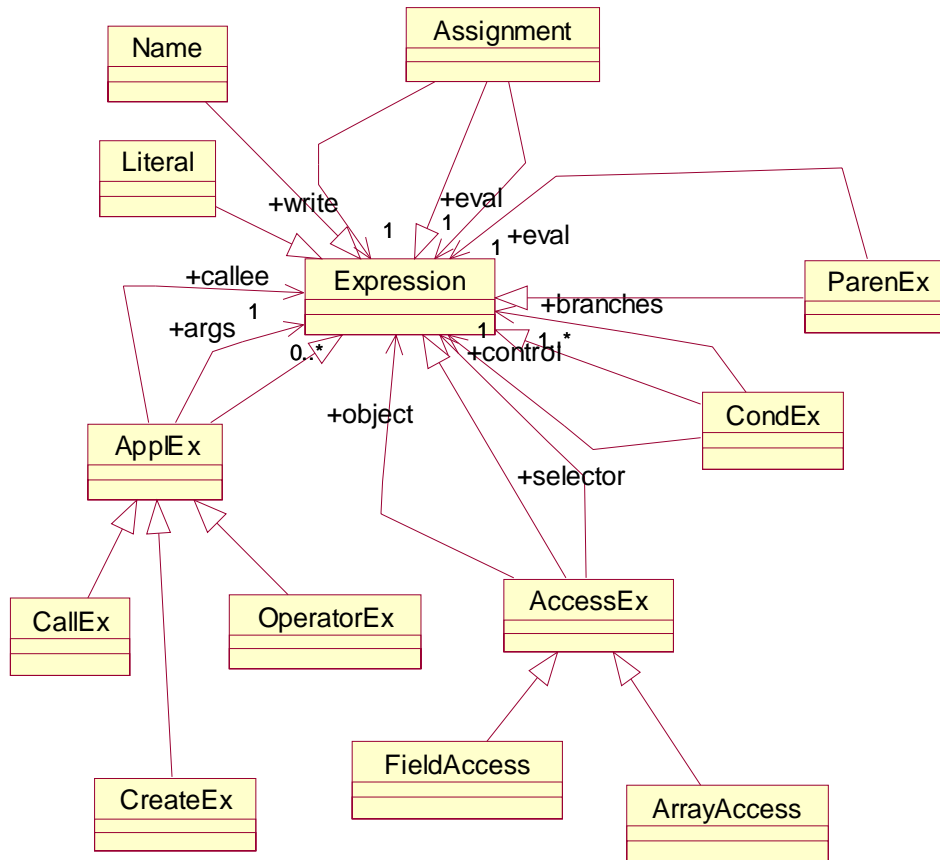 Assignment
Name
Literal
+write
1
+eval
1
+eval
1
+callee
1
Expression
ParenEx
+branches
1..*
+args
0..*
+control
1
+object
CondEx
ApplEx
+selector
CallEx
OperatorEx
AccessEx
FieldAccess
CreateEx
ArrayAccess